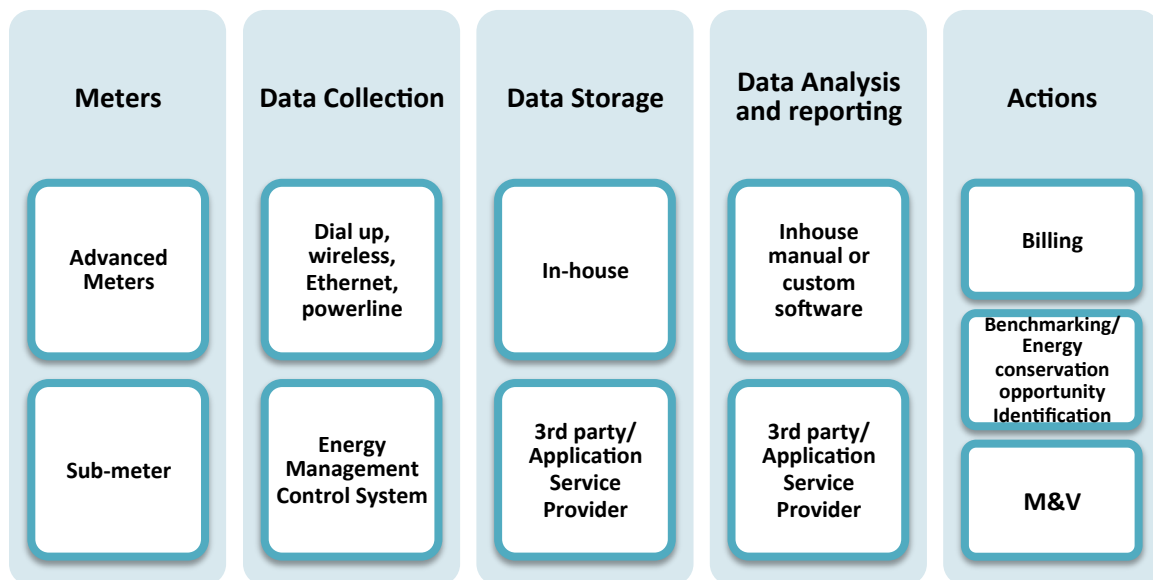 Meters
Advanced
Meters
Sub-meter
Data Collection
Dial up,
wireless,
Ethernet,
powerline
Energy
Management
Control System
Data Storage
In-house
3rd party/
Application
Service
Provider
Data Analysis
and reporting
Inhouse
manual or
custom
software
3rd party/
Application
Service
Provider
Actions
Billing
Benchmarking/
Energy
conservation
opportunity
Identification
M&V